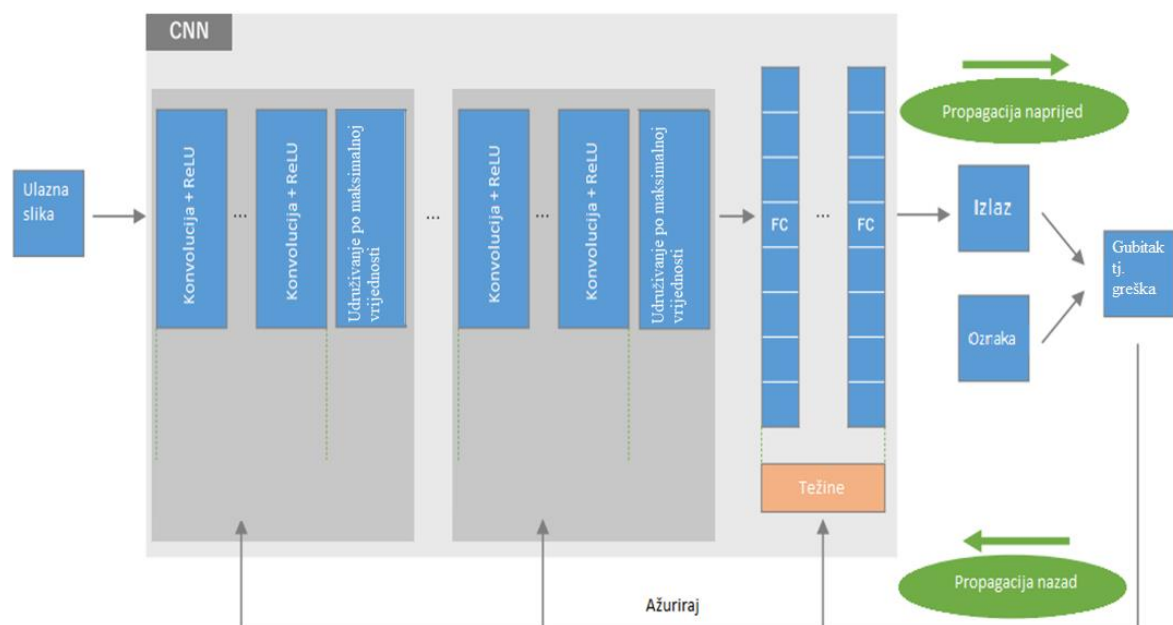 CNN
Propagacija naprijed
Ulazna
slika
Konvolucija + ReLU
...
Konvolucija + ReLU
Udruživanje po maksimalnoj
vrijednosti
...
Konvolucija + ReLU
...
Konvolucija + ReLU
Udruživanje po maksimalnoj
vrijednosti
FC
...
FC
Izlaz
Oznaka
Gubitak
tj.
greška
Težine
Propagacija nazad
Ažuriraj